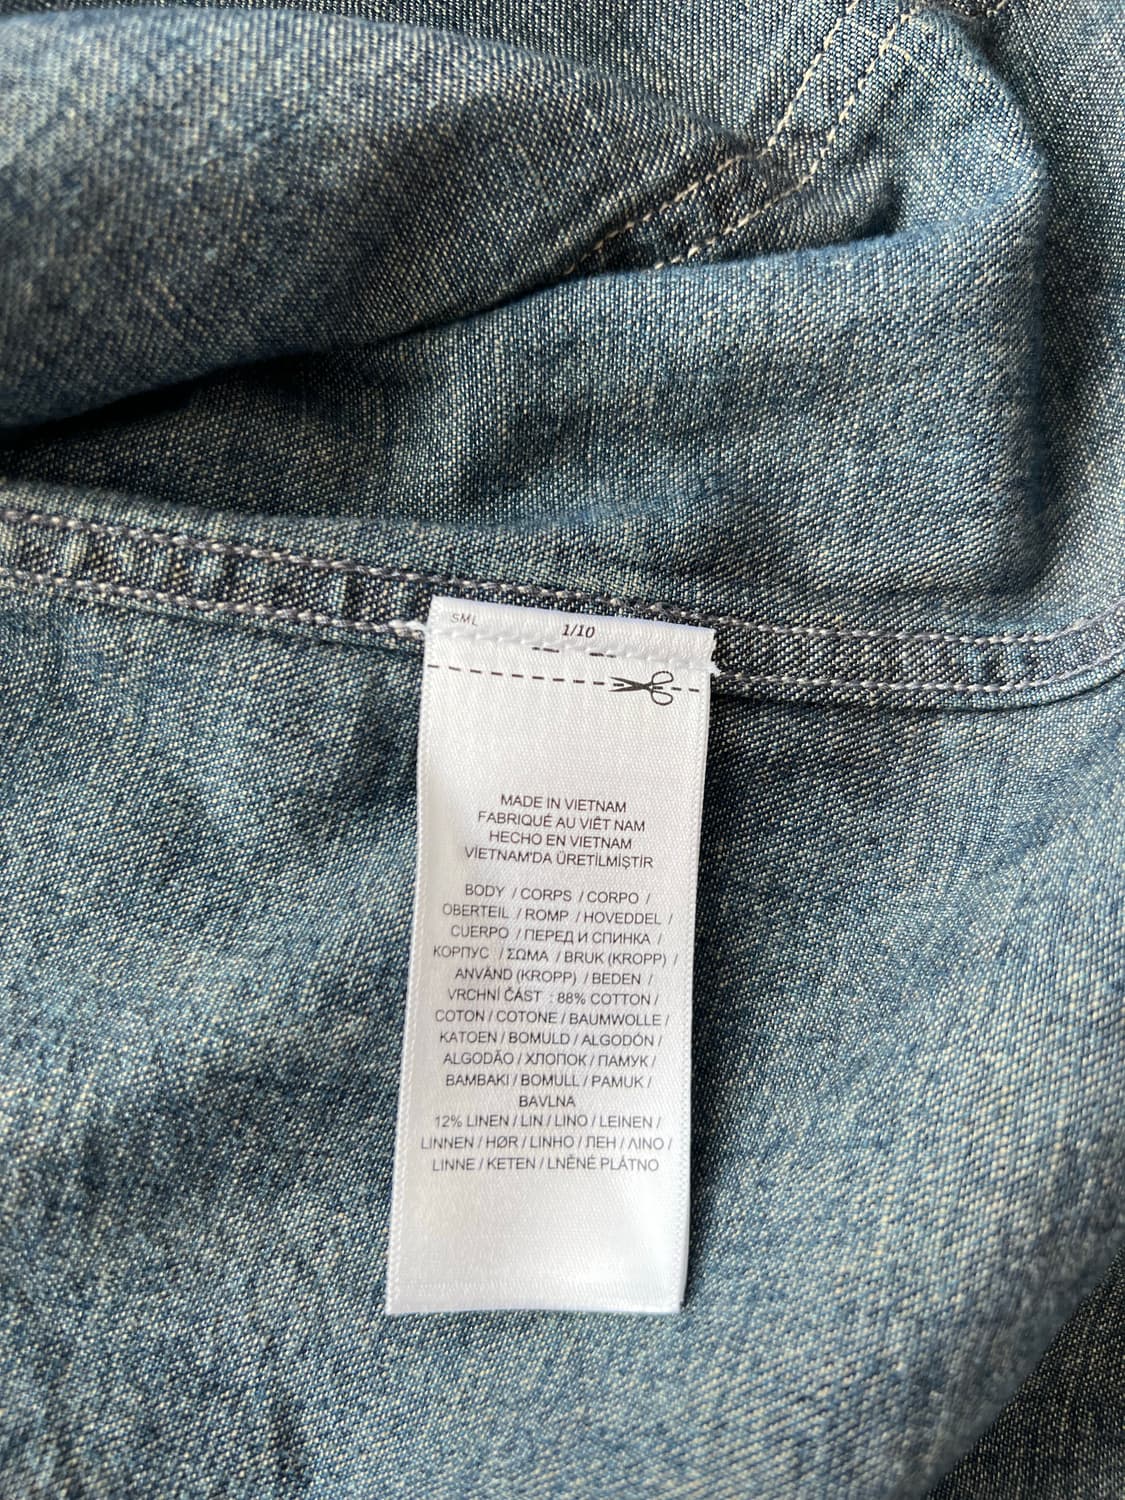 SML 1/10
MADE IN VIETNAM
FABRIQUÉ AU VIÊT NAM
HECHO EN VIETNAM
VİETNAM'DA ÜRETİLMİŞTİR
BODY / CORPS / CORPO /
OBERTEIL / ROMP / HOVEDDEL /
CUERPO / ПЕРЕД И СПИНКА /
КОРПУС / ΣΩΜΑ / BRUK (KROPP) /
ANVÄND (KROPP) / BEDEN /
VRCHNÍ ČÁST : 88% COTTON /
COTON / COTONE / BAUMWOLLE /
KATOEN / BOMULD / ALGODÓN /
ALGODÃO / ХЛОПОК / ПАМУК /
BAMBAKI / BOMULL / PAMUK /
BAVLNA
12% LINEN / LIN / LINO / LEINEN /
LINNEN / HØR / LINHO / ЛЕН / ΛΙΝΟ /
LINNE / KETEN / LNĚNÉ PLÁTNO